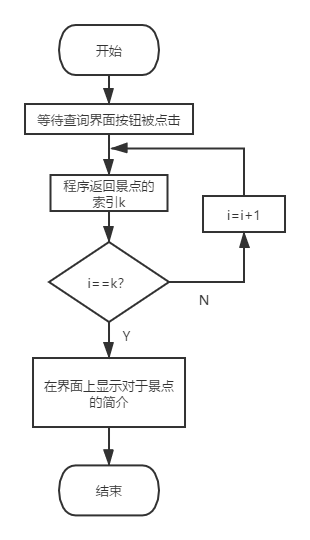 开始
等待查询界面按钮被点击
程序返回景点的
索引k
i=i+1
i==k?
N
Y
在界面上显示对于景点
的简介
结束